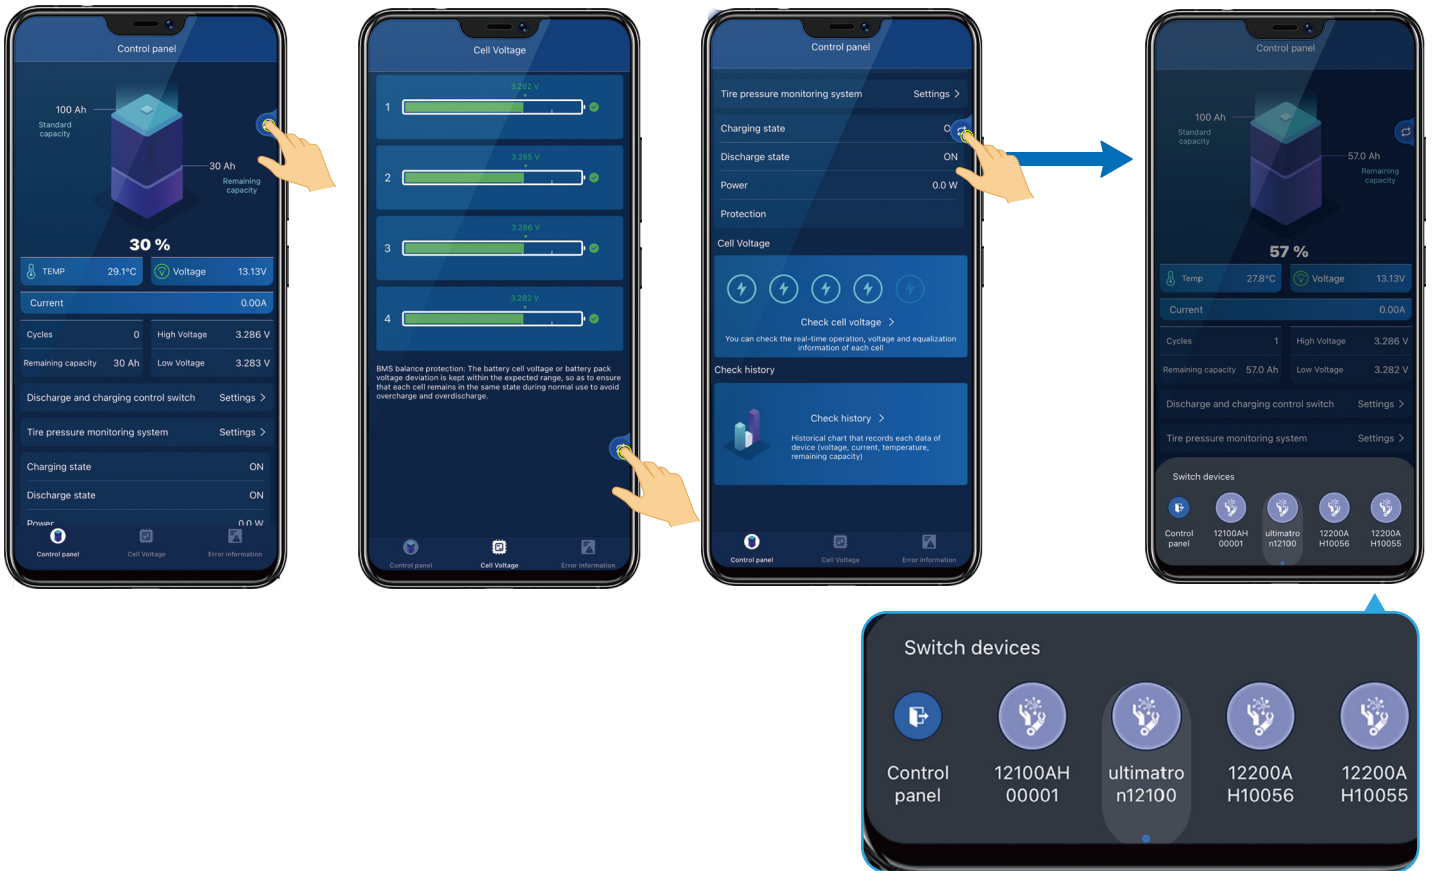 Control panel
100 Ah
Standard
capacity
30 Ah
Remaining
capacity
30 %
TEMP 29.1°C
Voltage 13.13V
Current 0.00A
Cycles 0
High Voltage 3.286 V
Remaining capacity 30 Ah
Low Voltage 3.283 V
Discharge and charging control switch Settings >
Tire pressure monitoring system Settings >
Charging state ON
Discharge state ON
Power 0.0 W
Control panel
Cell Voltage
Error information
Cell Voltage
3.282 V
1
3.285 V
2
3.286 V
3
3.282 V
4
BMS balance protection: The battery cell voltage or battery pack
voltage deviation is kept within the expected range, so as to ensure
that each cell remains in the same state during normal use to avoid
overcharge and overdischarge.
Control panel
Cell Voltage
Error information
Control panel
Tire pressure monitoring system Settings >
Charging state
Discharge state ON
Power 0.0 W
Protection
Cell Voltage
Check cell voltage >
You can check the real-time operation, voltage and equalization
information of each cell
Check history
Check history >
Historical chart that records each data of
device (voltage, current, temperature,
remaining capacity)
Control panel
Cell Voltage
Error information
Control panel
100 Ah
Standard
capacity
57.0 Ah
Remaining
capacity
57 %
Temp 27.8°C
Voltage 13.13V
Current 0.00A
Cycles 1
High Voltage 3.286 V
Remaining capacity 57.0 Ah
Low Voltage 3.282 V
Discharge and charging control switch Settings >
Tire pressure monitoring system Settings >
Switch devices
Control
panel
12100AH
00001
ultimatro
n12100
12200A
H10056
12200A
H10055
Switch devices
Control
panel
12100AH
00001
ultimatro
n12100
12200A
H10056
12200A
H10055